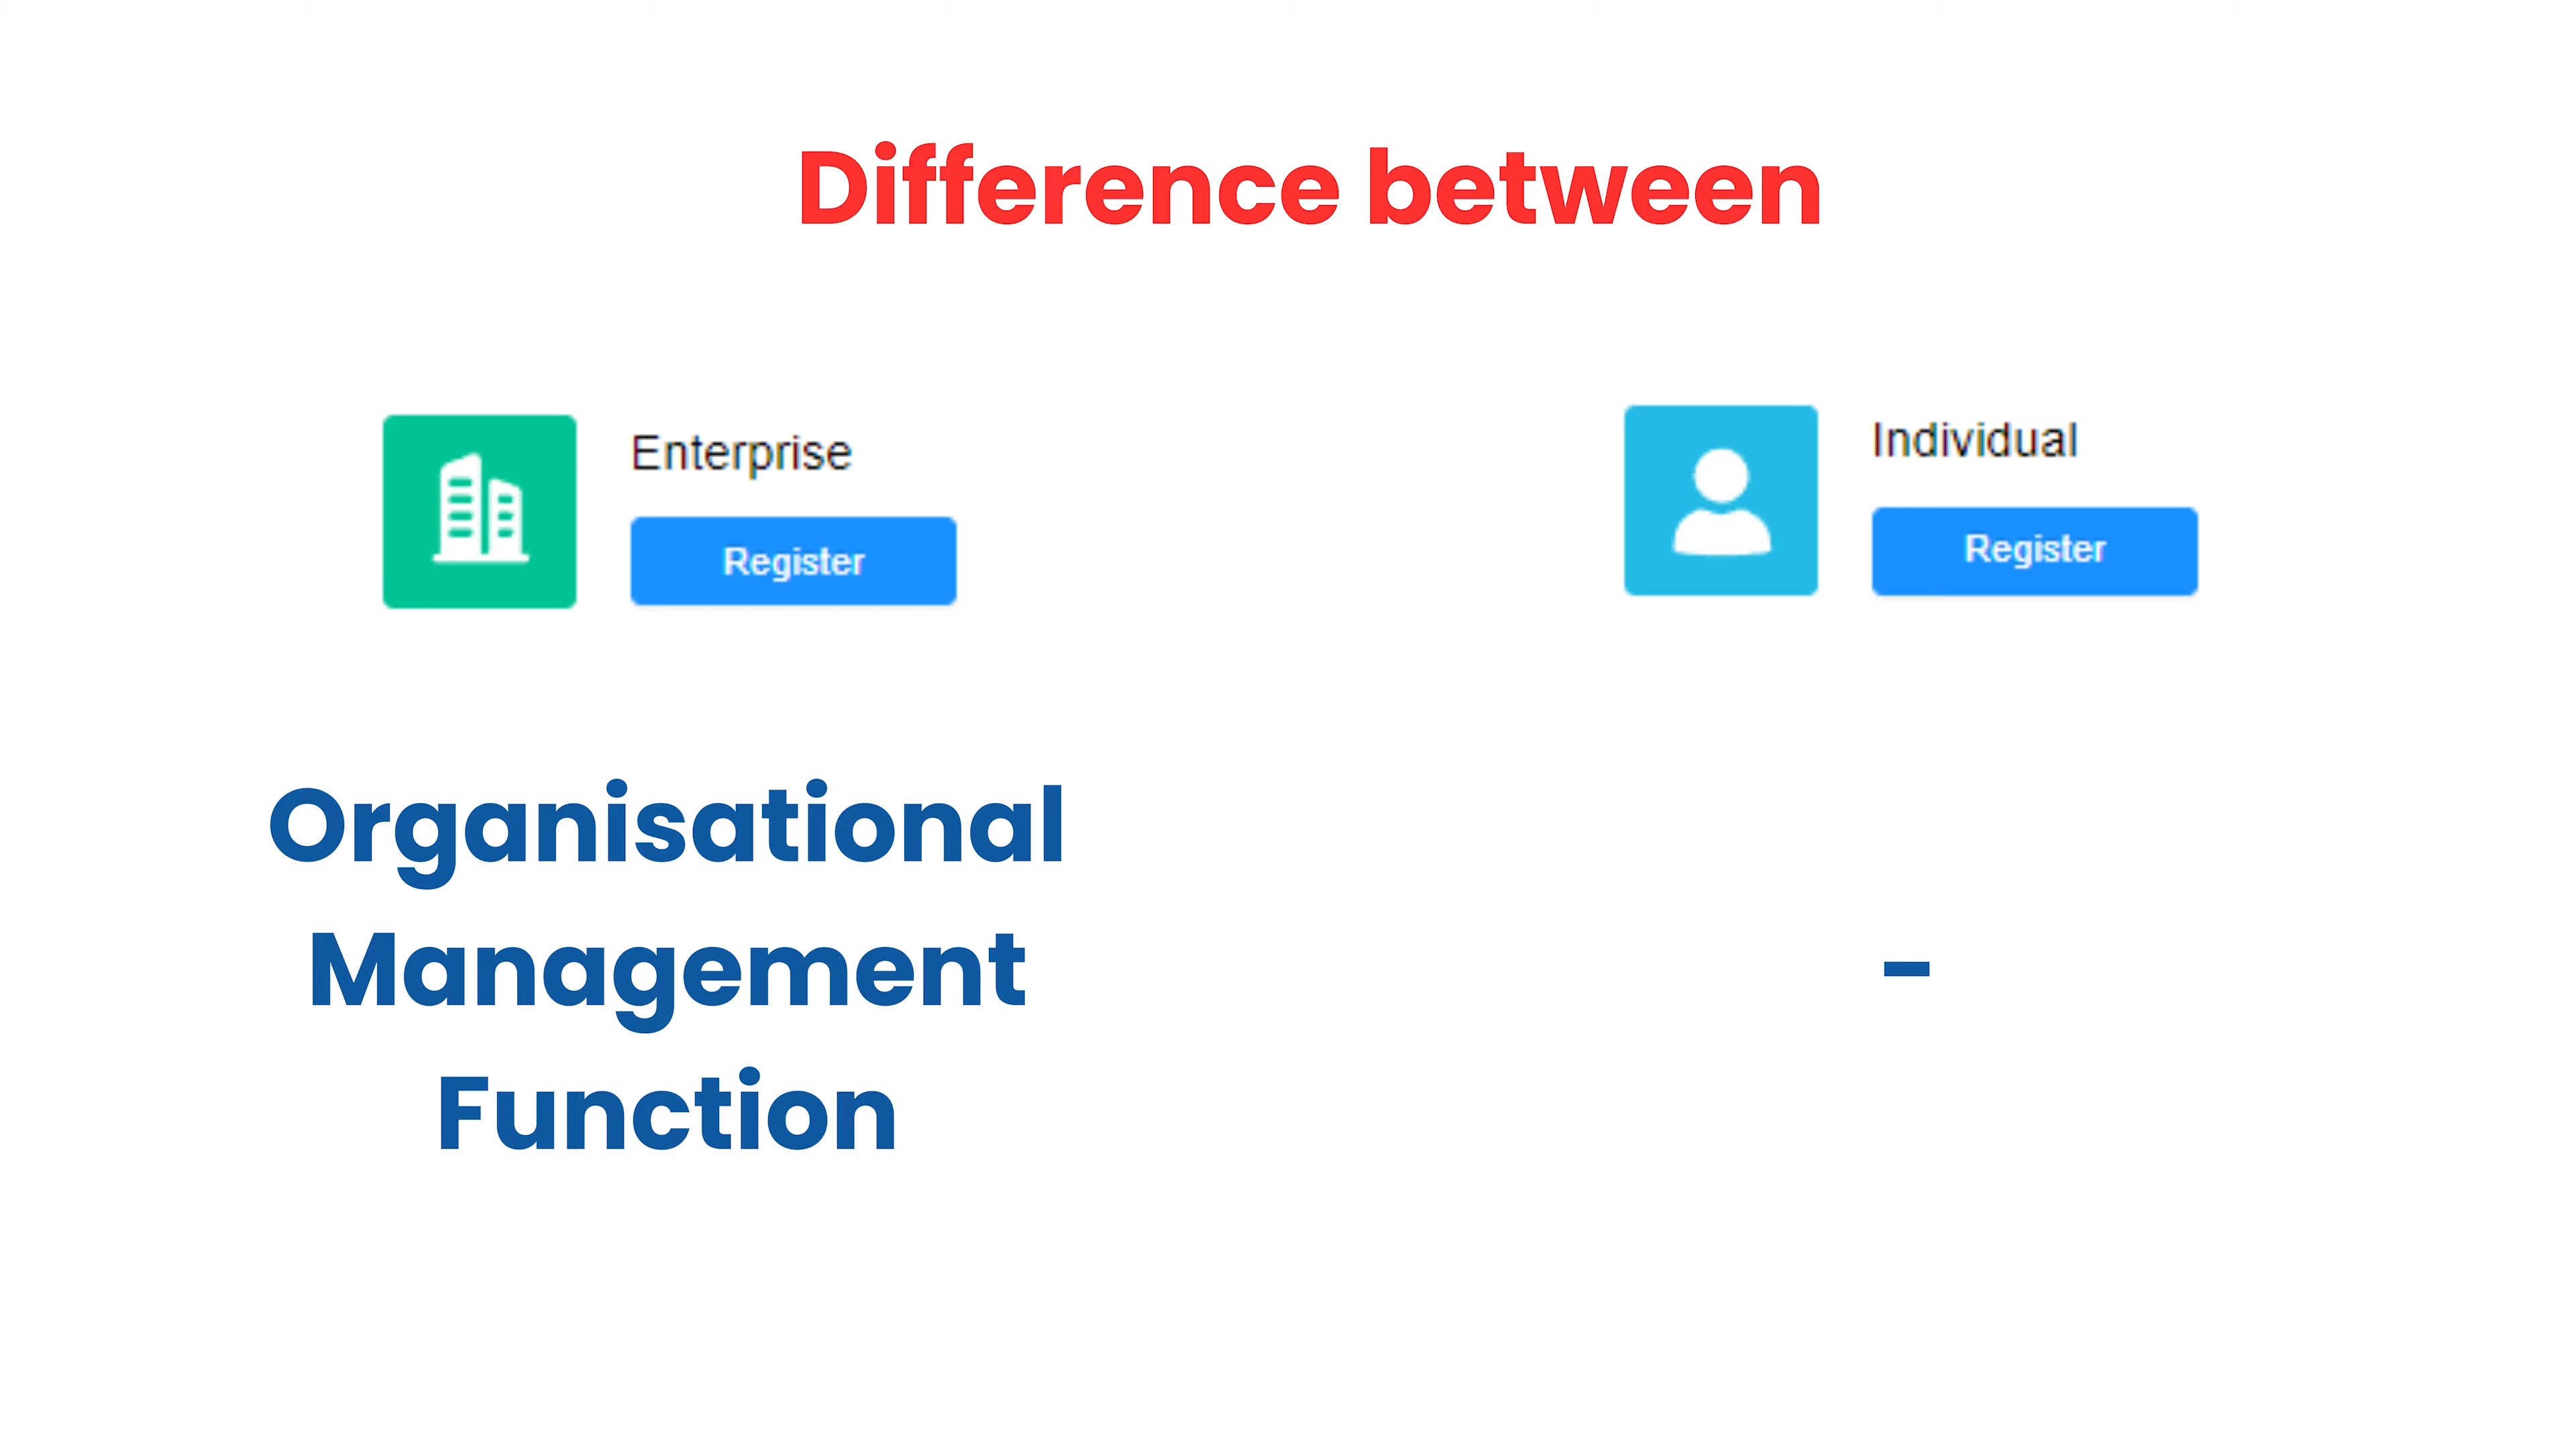 Difference between
Enterprise
Register
Individual
Register
Organisational
Management
Function
-